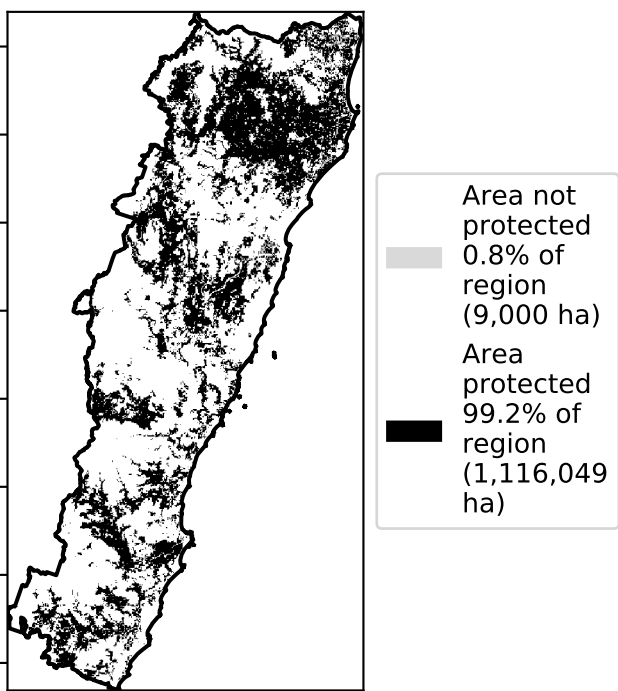 Area not
protected
0.8% of
region
(9,000 ha)
Area
protected
99.2% of
region
(1,116,049
ha)